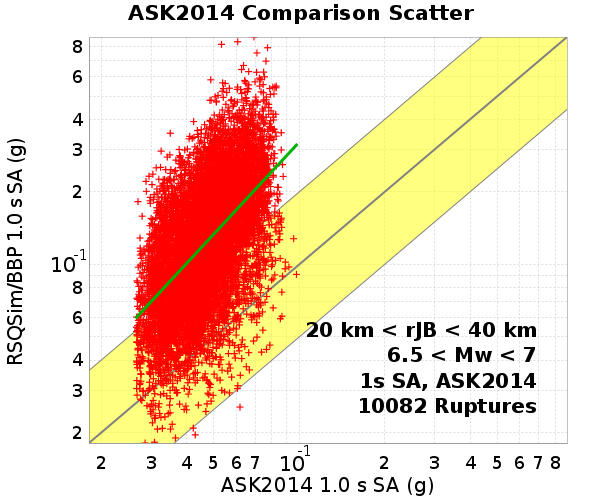 ASK2014 Comparison Scatter
RSQSim/BBP 1.0 s SA (g)
8
6
4
3
2
10-1
8
6
4
3
2
20 km < rJB < 40 km
6.5 < Mw < 7
1s SA, ASK2014
10082 Ruptures
2 3 4 5 6 7 10-1 2 3 4 5 6 7 8
ASK2014 1.0 s SA (g)